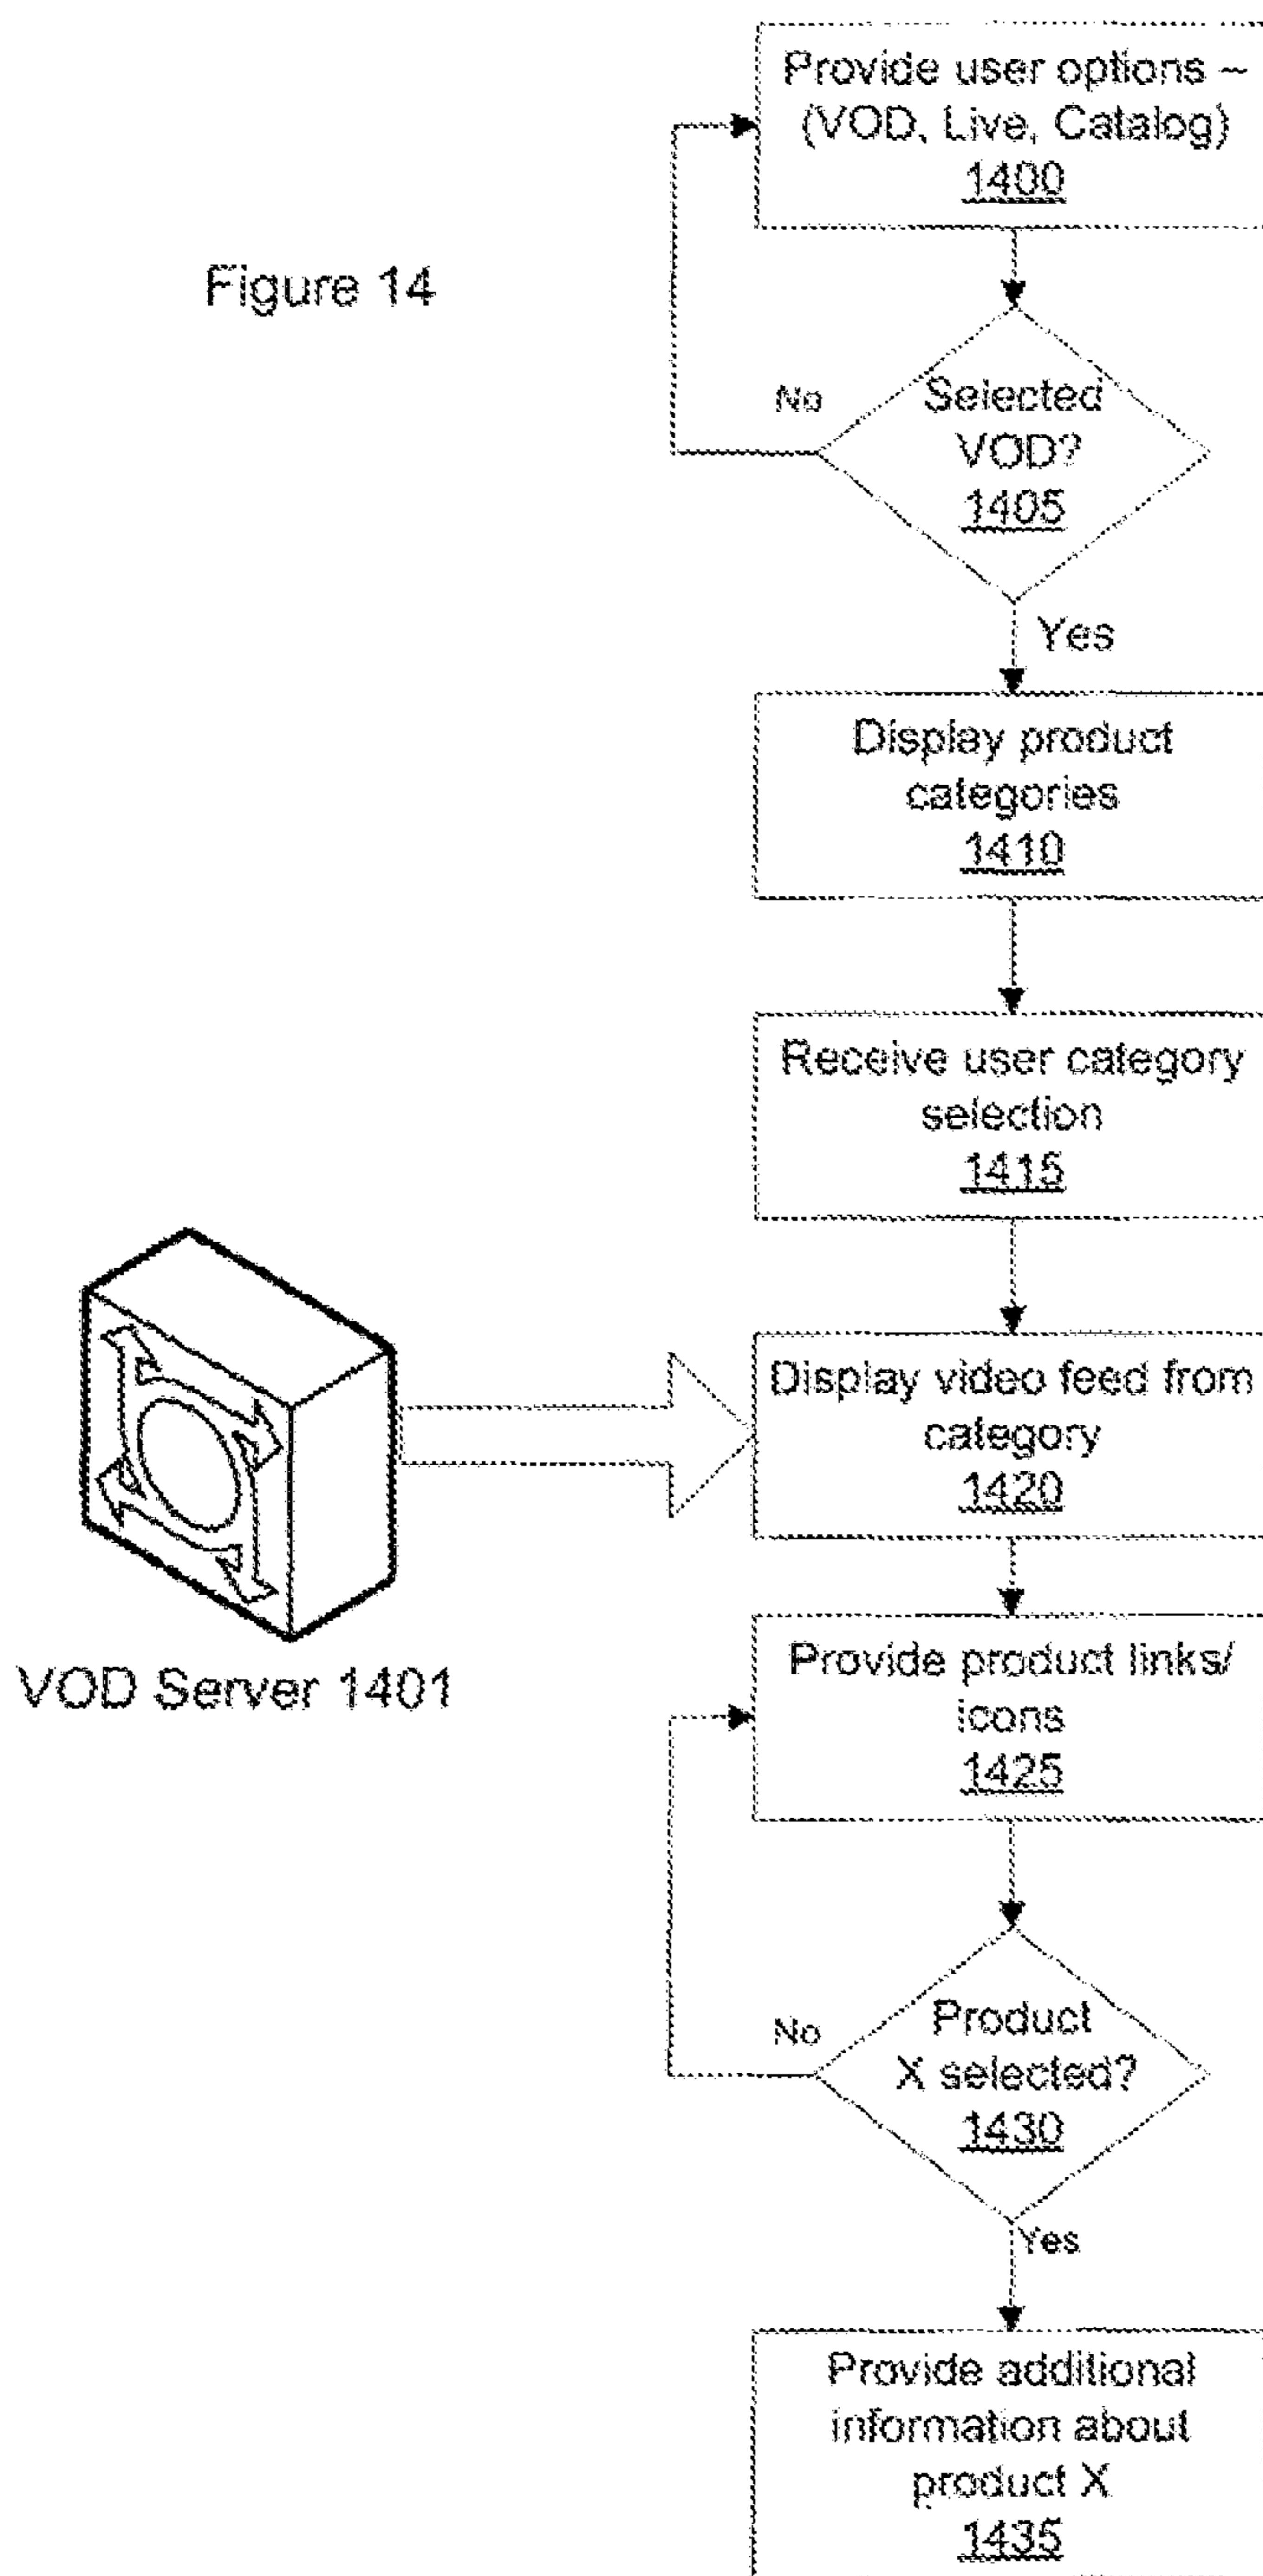 Provide user options –
(VOD, Live, Catalog)
1400
Figure 14
No
Selected
VOD?
1405
Yes
Display product
categories
1410
Receive user category
selection
1415
Display video feed from
category
1420
VOD Server 1401
Provide product links/
icons
1425
No
Product
X selected?
1430
Yes
Provide additional
information about
product X
1435